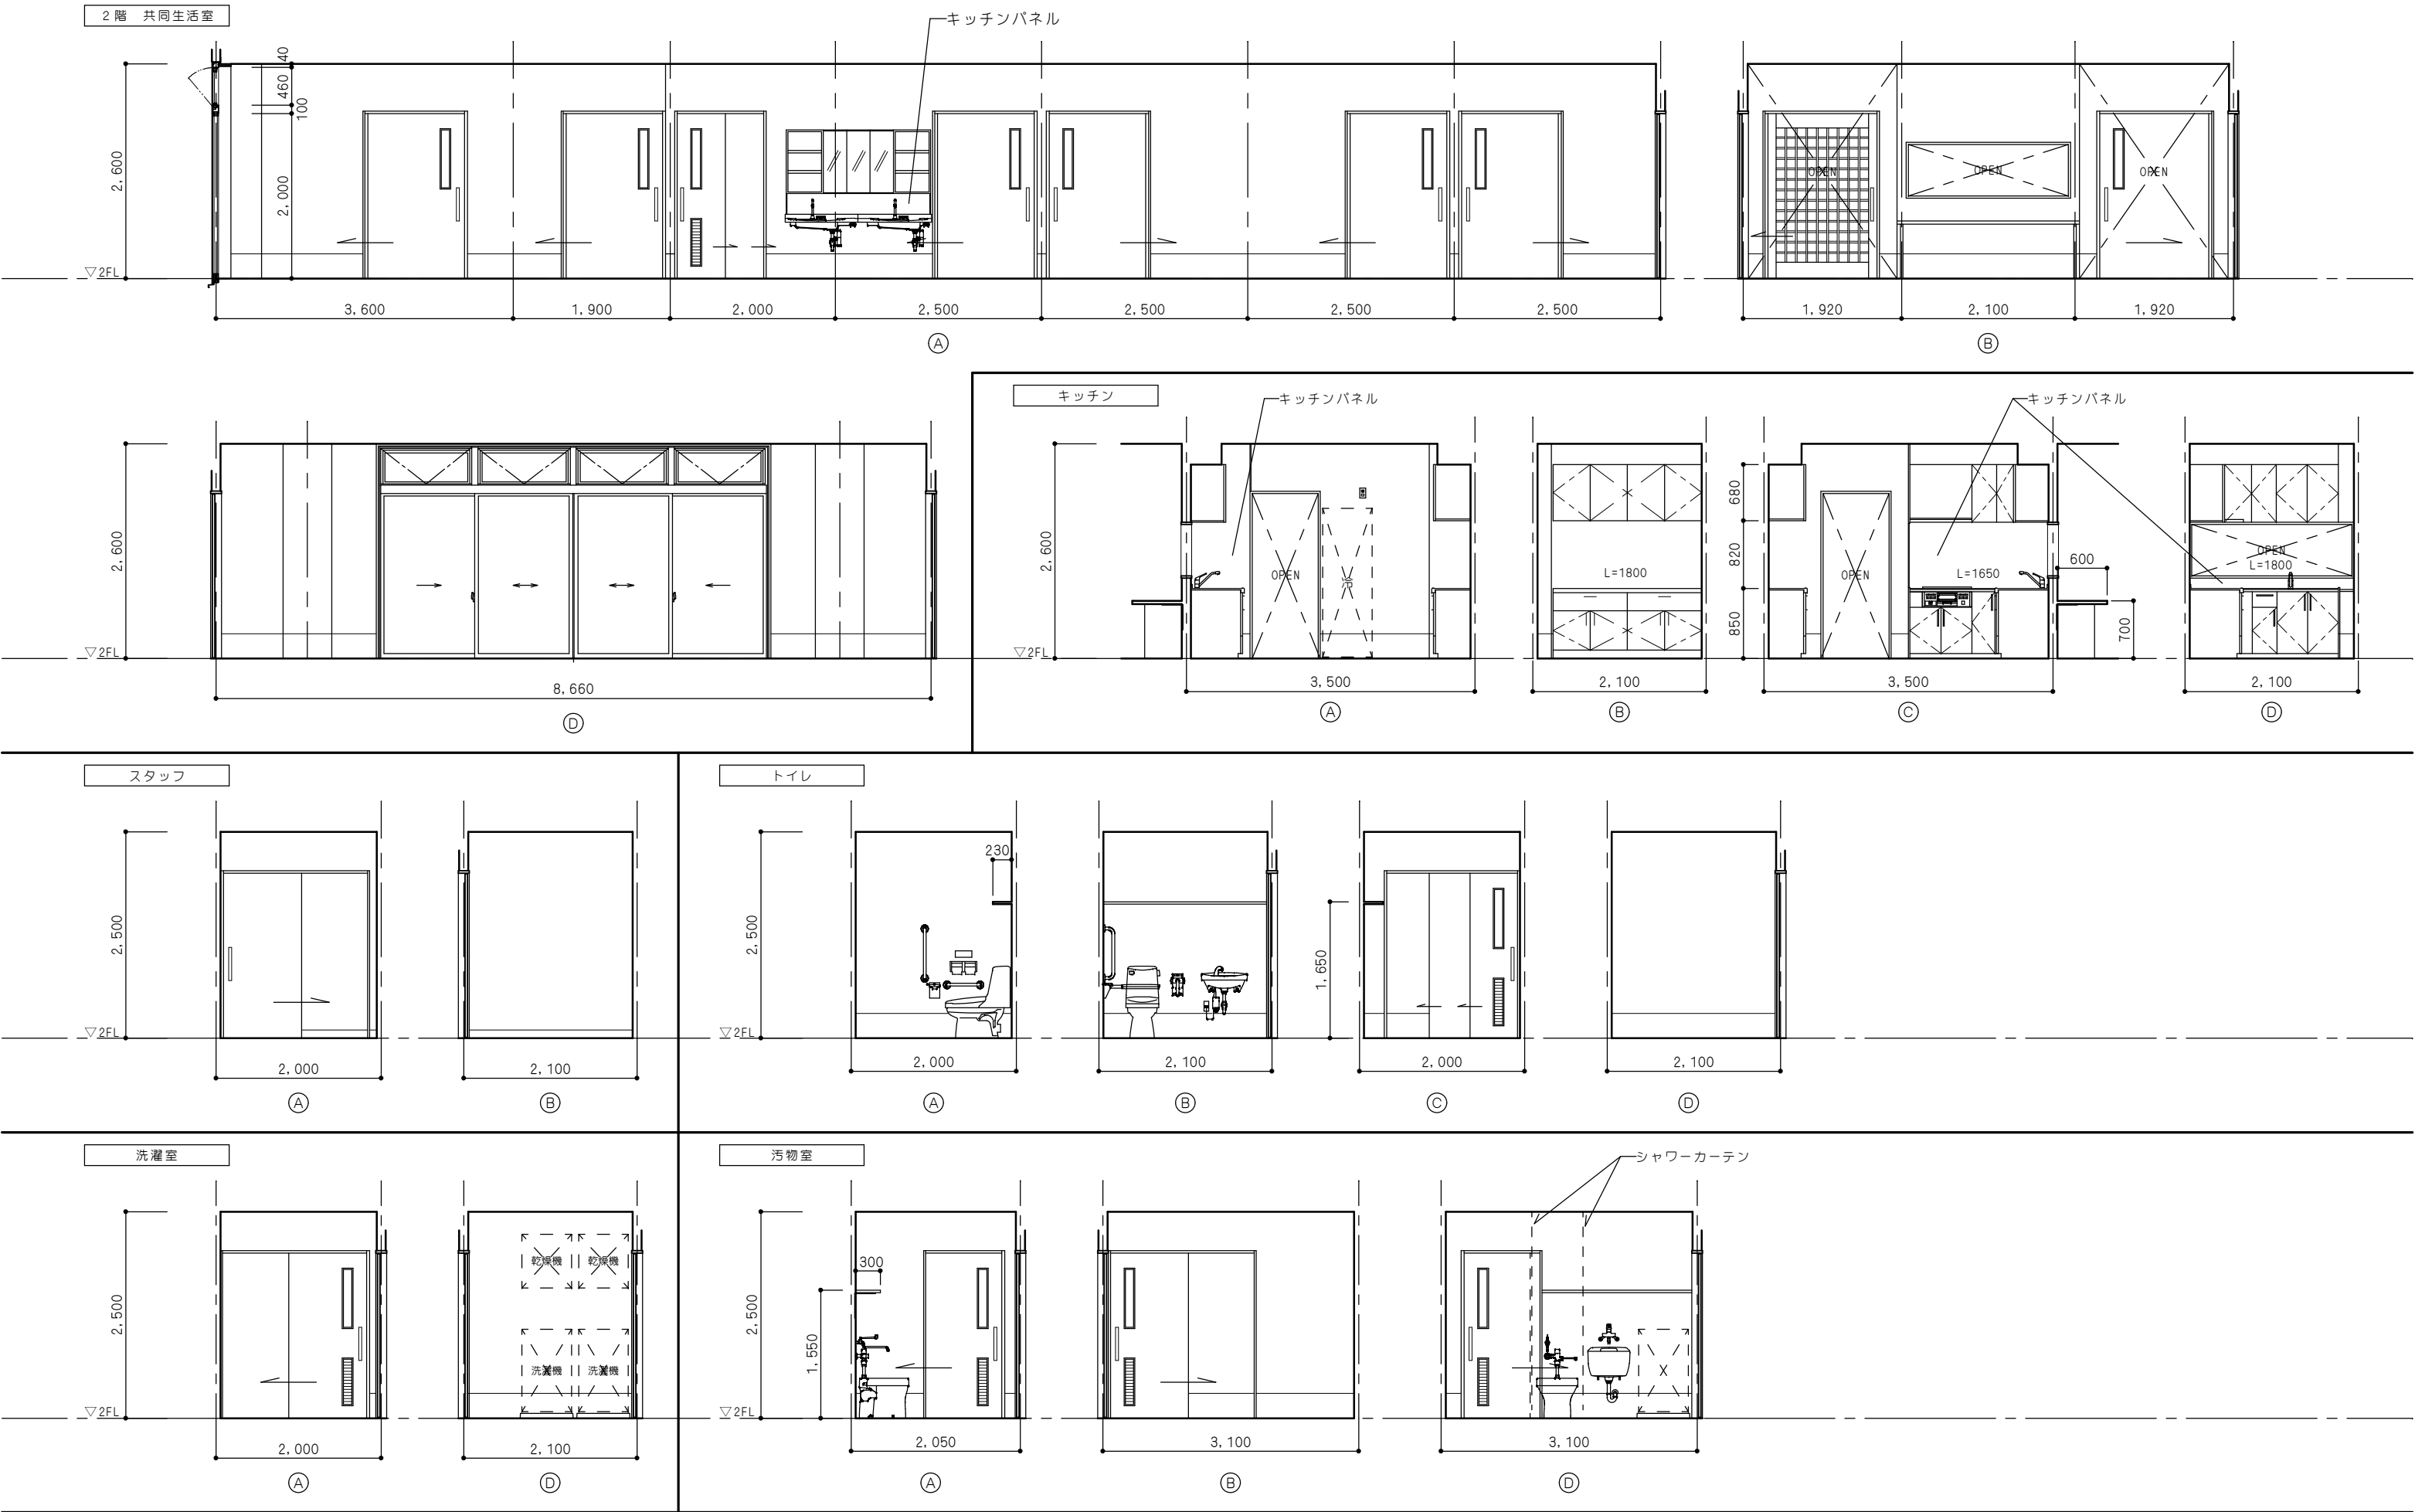 2階 共同生活室
キッチンパネル
40
460
100
2,600
2,000
OPEN
OPEN
OPEN
▽2FL
3,600
1,900
2,000
2,500
2,500
2,500
2,500
1,920
2,100
1,920
A
B
キッチン
キッチンパネル
キッチンパネル
2,600
2,600
680
820
850
OPEN
冷
L=1800
OPEN
L=1650
600
700
OPEN
L=1800
▽2FL
▽2FL
8,660
3,500
2,100
3,500
2,100
D
A
B
C
D
スタッフ
トイレ
2,500
2,500
230
1,650
▽2FL
▽2FL
2,000
2,100
2,000
2,100
2,000
2,100
A
B
A
B
C
D
洗濯室
汚物室
シャワーカーテン
2,500
乾燥機
乾燥機
洗濯機
洗濯機
2,500
300
1,550
▽2FL
▽2FL
2,000
2,100
2,050
3,100
3,100
A
D
A
B
D